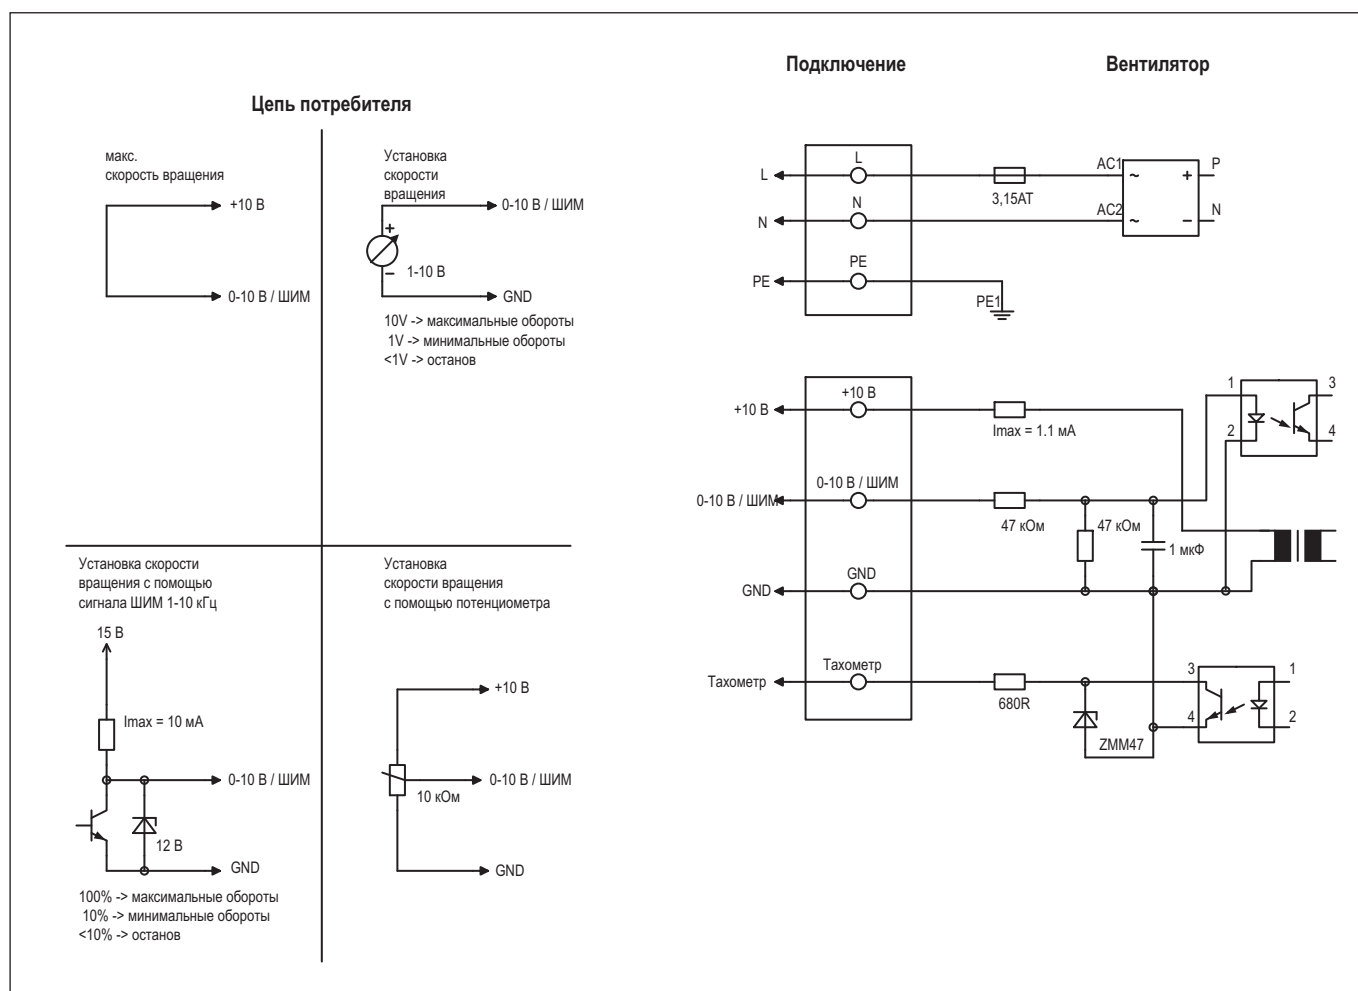 Подключение
Вентилятор
Цепь потребителя
макс.
скорость вращения
+10 В
0-10 В / ШИМ
Установка
скорости
вращения
0-10 В / ШИМ
+
1-10 В
−
GND
10V -> максимальные обороты
1V -> минимальные обороты
<1V -> останов
Установка скорости
вращения с помощью
сигнала ШИМ 1-10 кГц
15 В
Imax = 10 мА
0-10 В / ШИМ
12 В
GND
100% -> максимальные обороты
10% -> минимальные обороты
<10% -> останов
Установка
скорости вращения
с помощью потенциометра
+10 В
0-10 В / ШИМ
10 кОм
GND
L
L
3,15AT
AC1
~
+
P
N
N
AC2
~
−
N
PE
PE
PE1
+10 В
+10 В
Imax = 1.1 мА
1
3
2
4
0-10 В / ШИМ
0-10 В / ШИМ
47 кОм
47 кОм
1 мкФ
GND
GND
Тахометр
Тахометр
680R
ZMM47
3
1
4
2